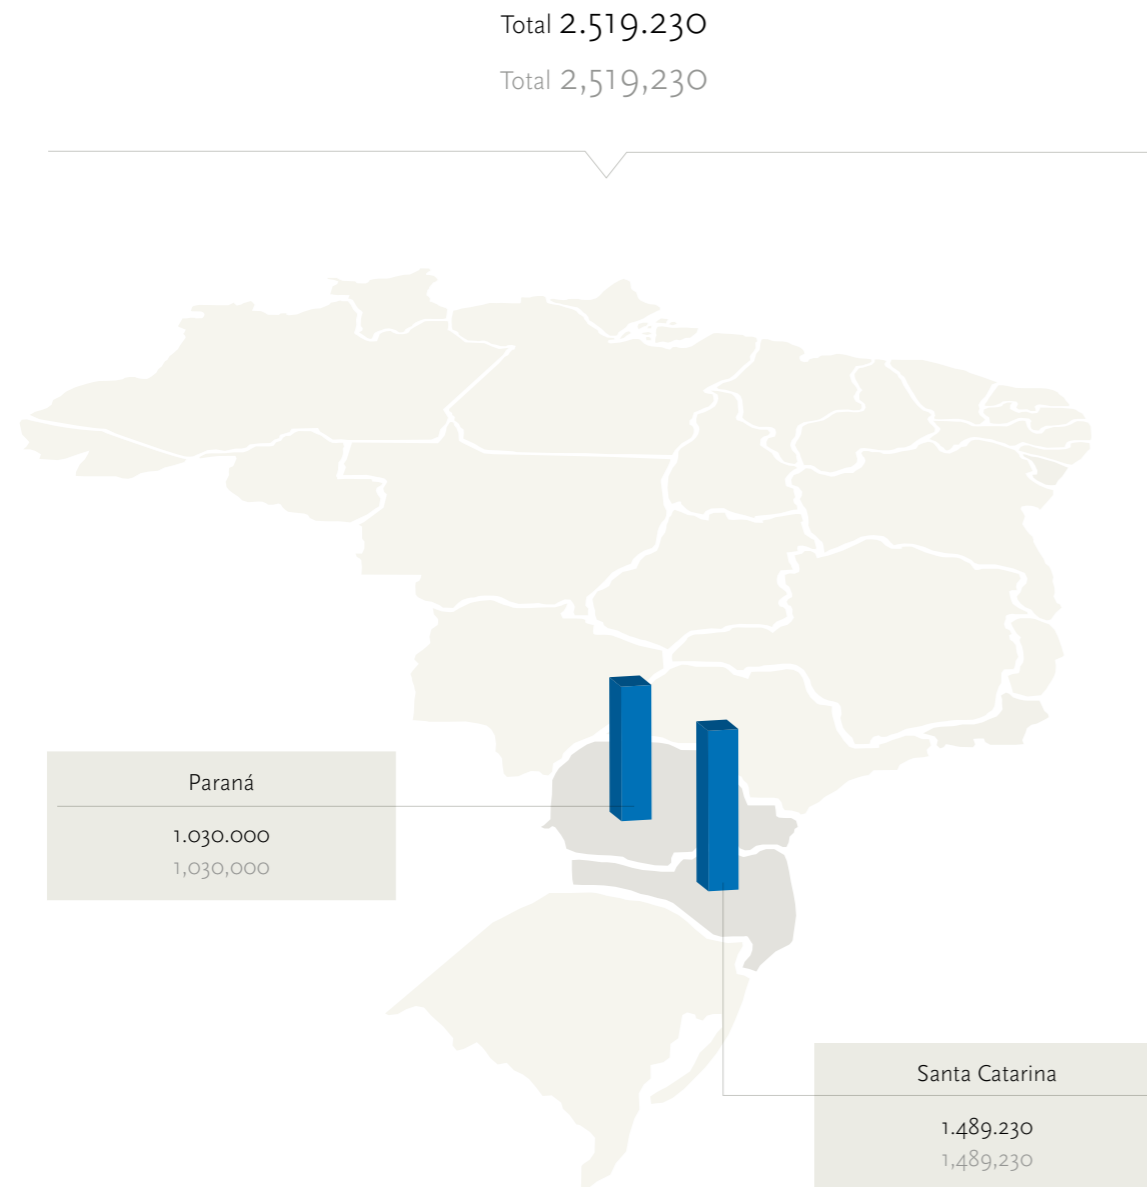 Total 2.519.230
Total 2,519,230
Paraná
1.030.000
1,030,000
Santa Catarina
1.489.230
1,489,230